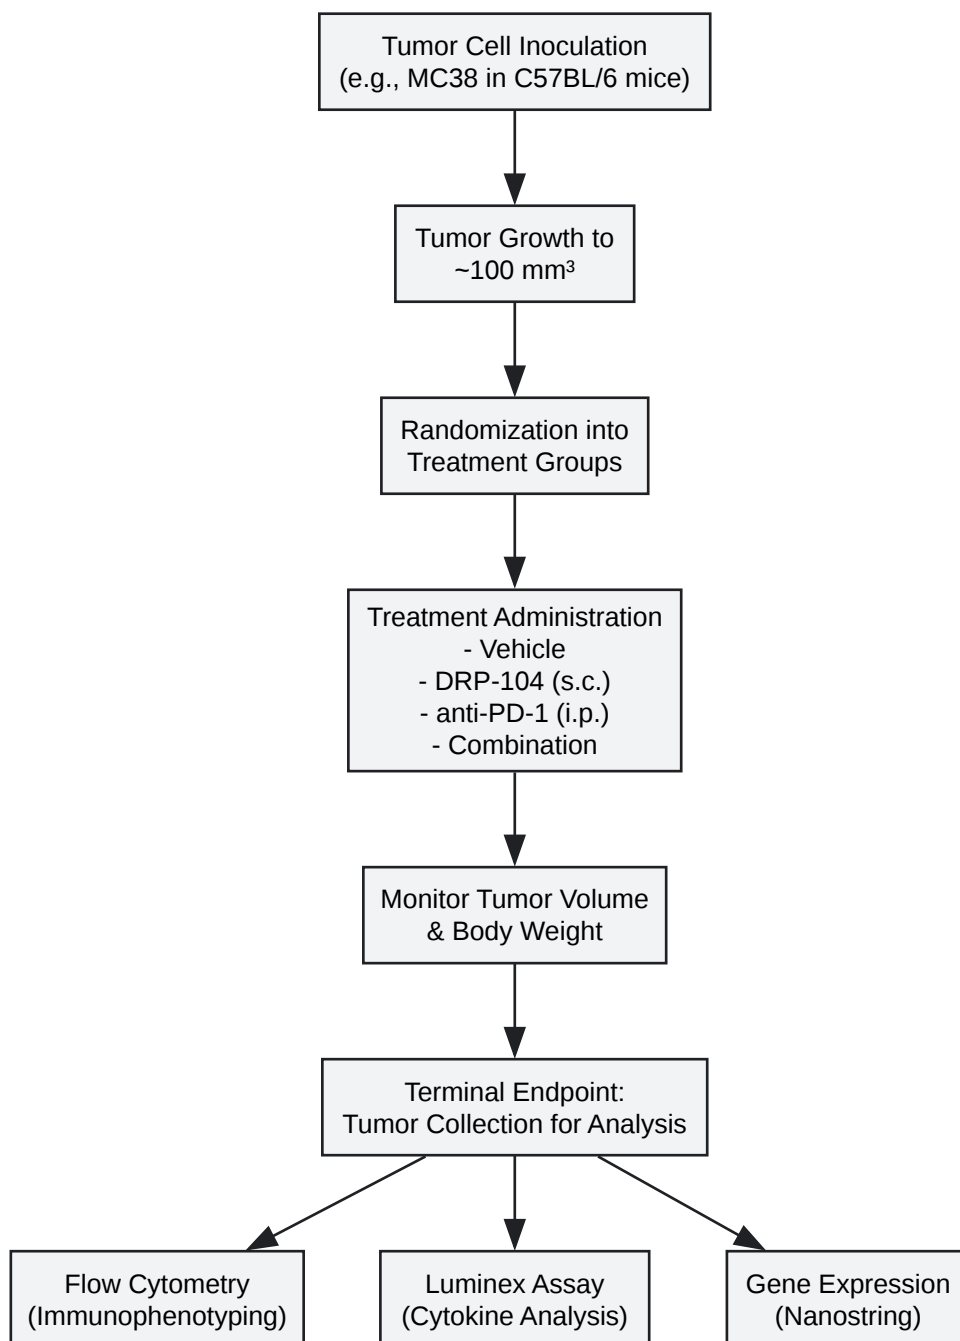 Tumor Cell Inoculation
(e.g., MC38 in C57BL/6 mice)
Tumor Growth to
~100 mm³
Randomization into
Treatment Groups
Treatment Administration
- Vehicle
- DRP-104 (s.c.)
- anti-PD-1 (i.p.)
- Combination
Monitor Tumor Volume
& Body Weight
Terminal Endpoint:
Tumor Collection for Analysis
Flow Cytometry
(Immunophenotyping)
Luminex Assay
(Cytokine Analysis)
Gene Expression
(Nanostring)